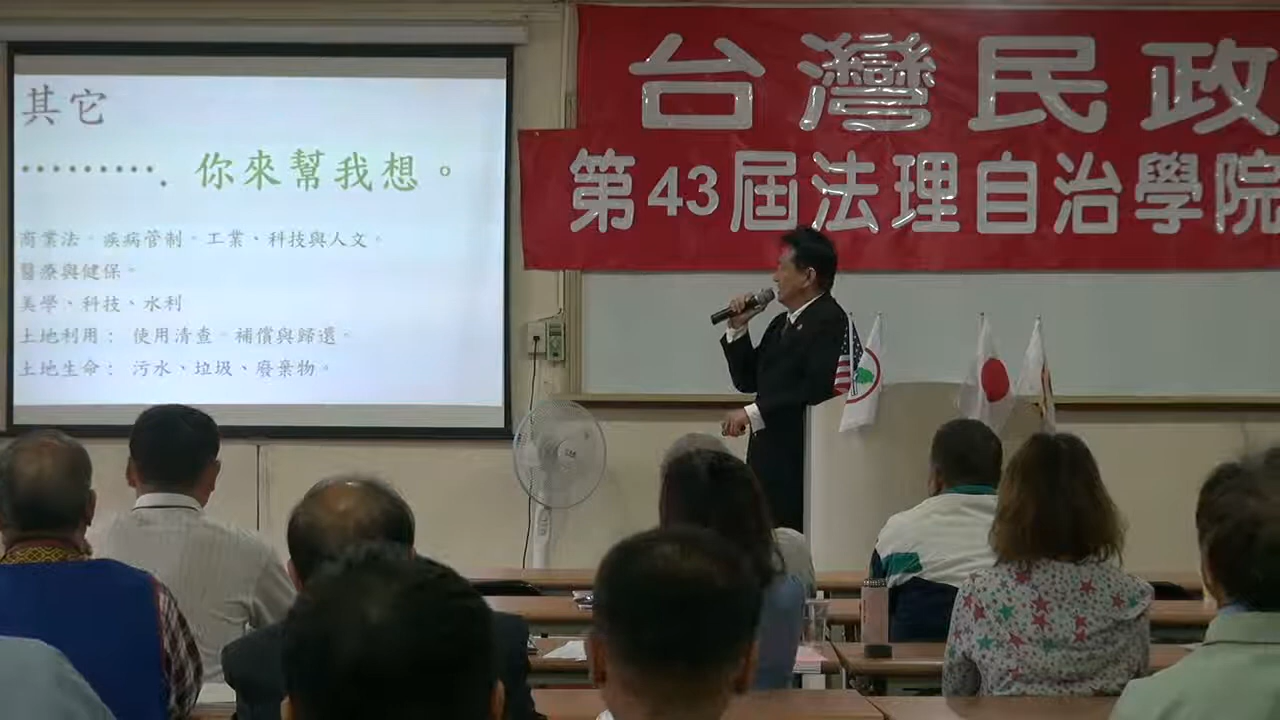 其它
..........你來幫我想。
商業法。疾病管制。工業、科技與人文。
醫療與健保。
美學、科技、水利
土地利用： 使用清查。補償與歸還。
土地生命： 污水、垃圾、廢棄物。
台灣民政
第43屆法理自治學院